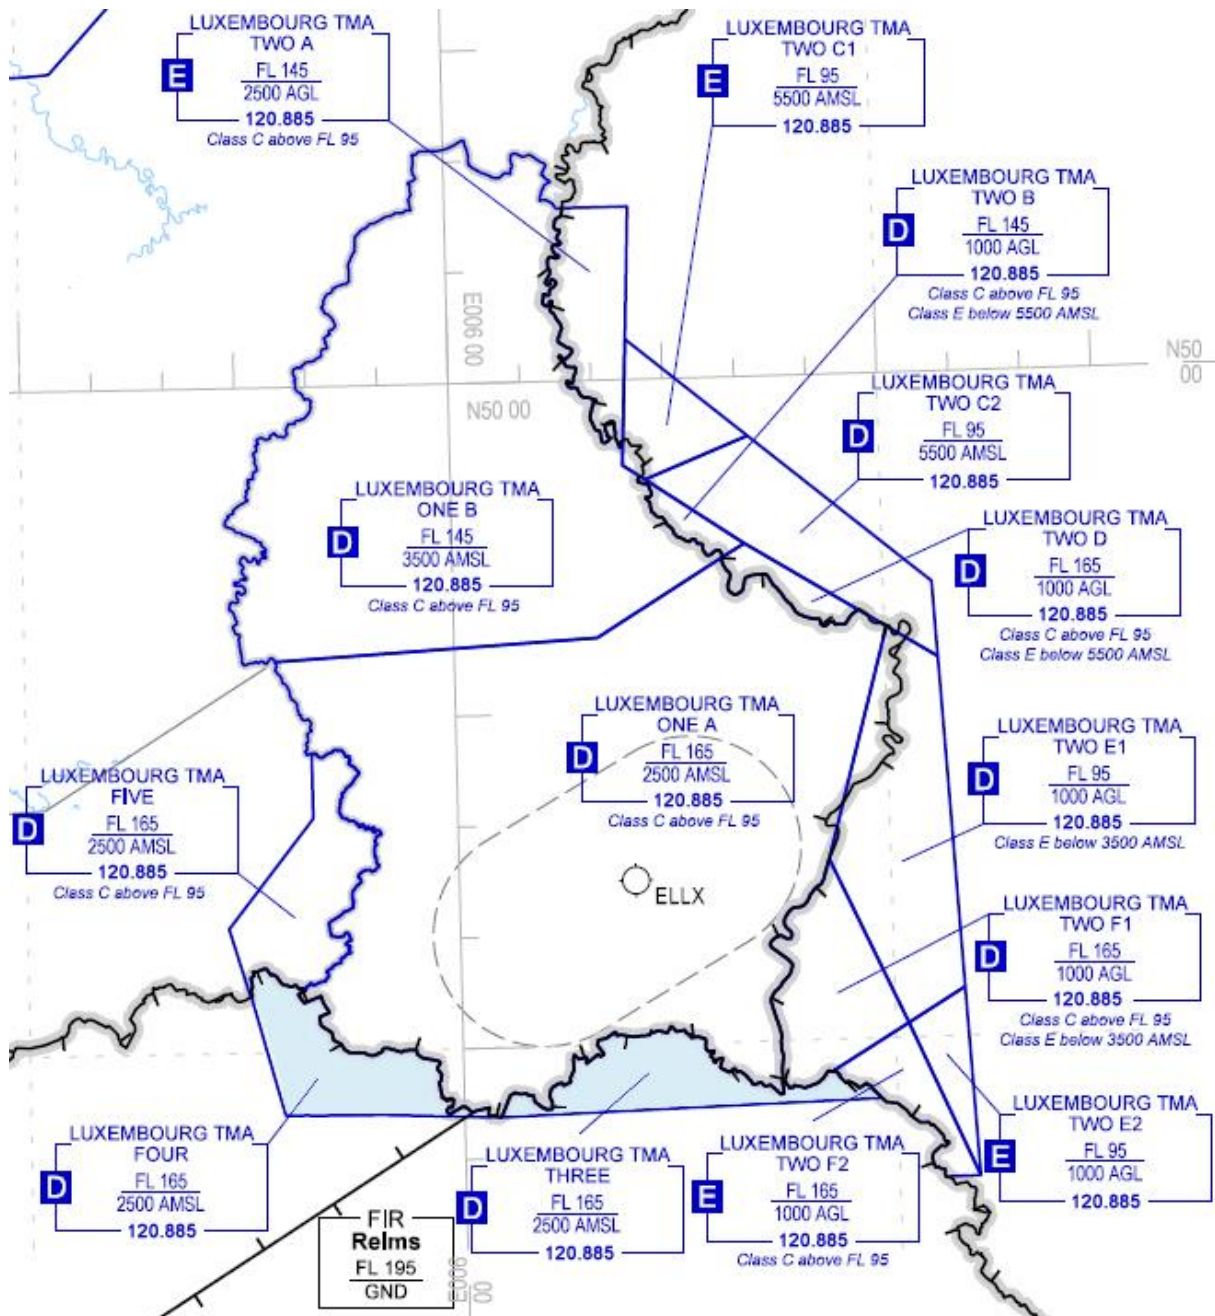 LUXEMBOURG TMA
TWO A
E
FL 145
2500 AGL
120.885
Class C above FL 95
LUXEMBOURG TMA
TWO C1
E
FL 95
5500 AMSL
120.885
LUXEMBOURG TMA
TWO B
D
FL 145
1000 AGL
120.885
Class C above FL 95
Class E below 5500 AMSL
E006 00
N50
00
N50 00
LUXEMBOURG TMA
TWO C2
D
FL 95
5500 AMSL
120.885
LUXEMBOURG TMA
ONE B
D
FL 145
3500 AMSL
120.885
Class C above FL 95
LUXEMBOURG TMA
TWO D
D
FL 165
1000 AGL
120.885
Class C above FL 95
Class E below 5500 AMSL
LUXEMBOURG TMA
ONE A
D
FL 165
2500 AMSL
120.885
Class C above FL 95
LUXEMBOURG TMA
TWO E1
D
FL 95
1000 AGL
120.885
Class E below 3500 AMSL
LUXEMBOURG TMA
FIVE
D
FL 165
2500 AMSL
120.885
Class C above FL 95
ELLX
LUXEMBOURG TMA
TWO F1
D
FL 165
1000 AGL
120.885
Class C above FL 95
Class E below 3500 AMSL
LUXEMBOURG TMA
FOUR
D
FL 165
2500 AMSL
120.885
LUXEMBOURG TMA
THREE
D
FL 165
2500 AMSL
120.885
LUXEMBOURG TMA
TWO F2
E
FL 165
1000 AGL
120.885
Class C above FL 95
LUXEMBOURG TMA
TWO E2
E
FL 95
1000 AGL
120.885
FIR
Reims
FL 195
GND
E006
00